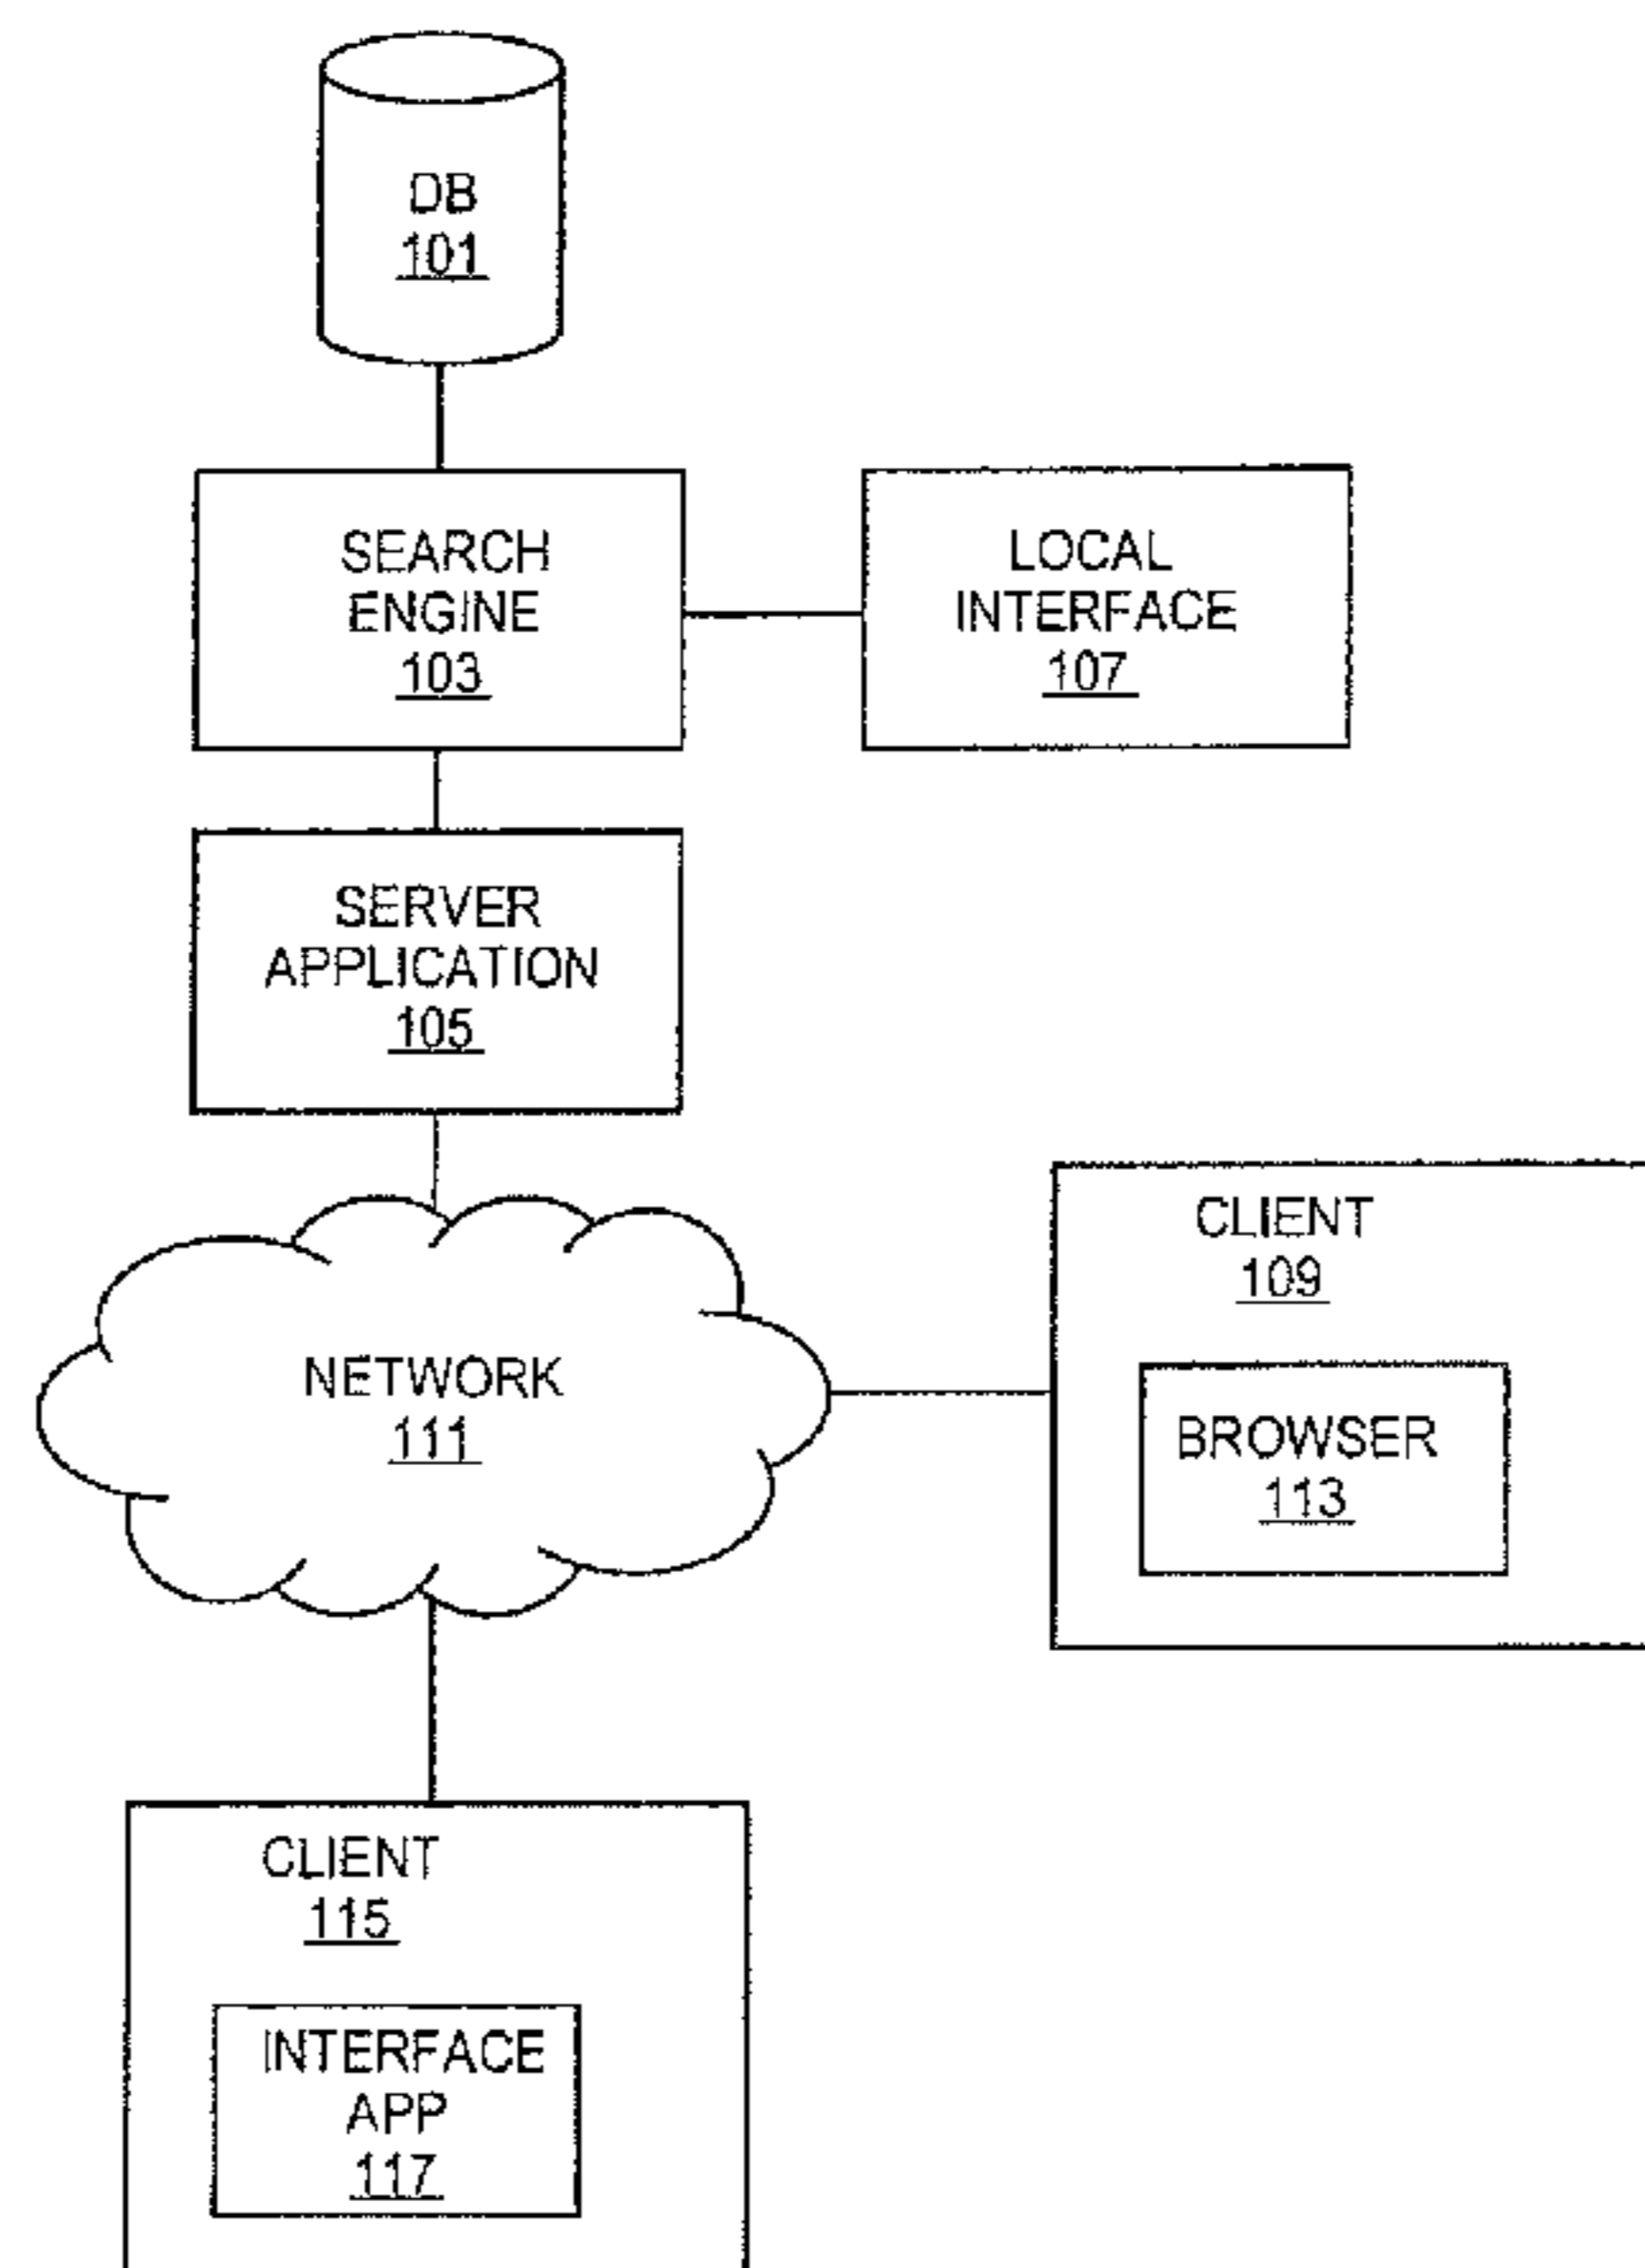 DB
101
SEARCH
ENGINE
103
LOCAL
INTERFACE
107
SERVER
APPLICATION
105
NETWORK
111
CLIENT
109
BROWSER
113
CLIENT
115
INTERFACE
APP
117